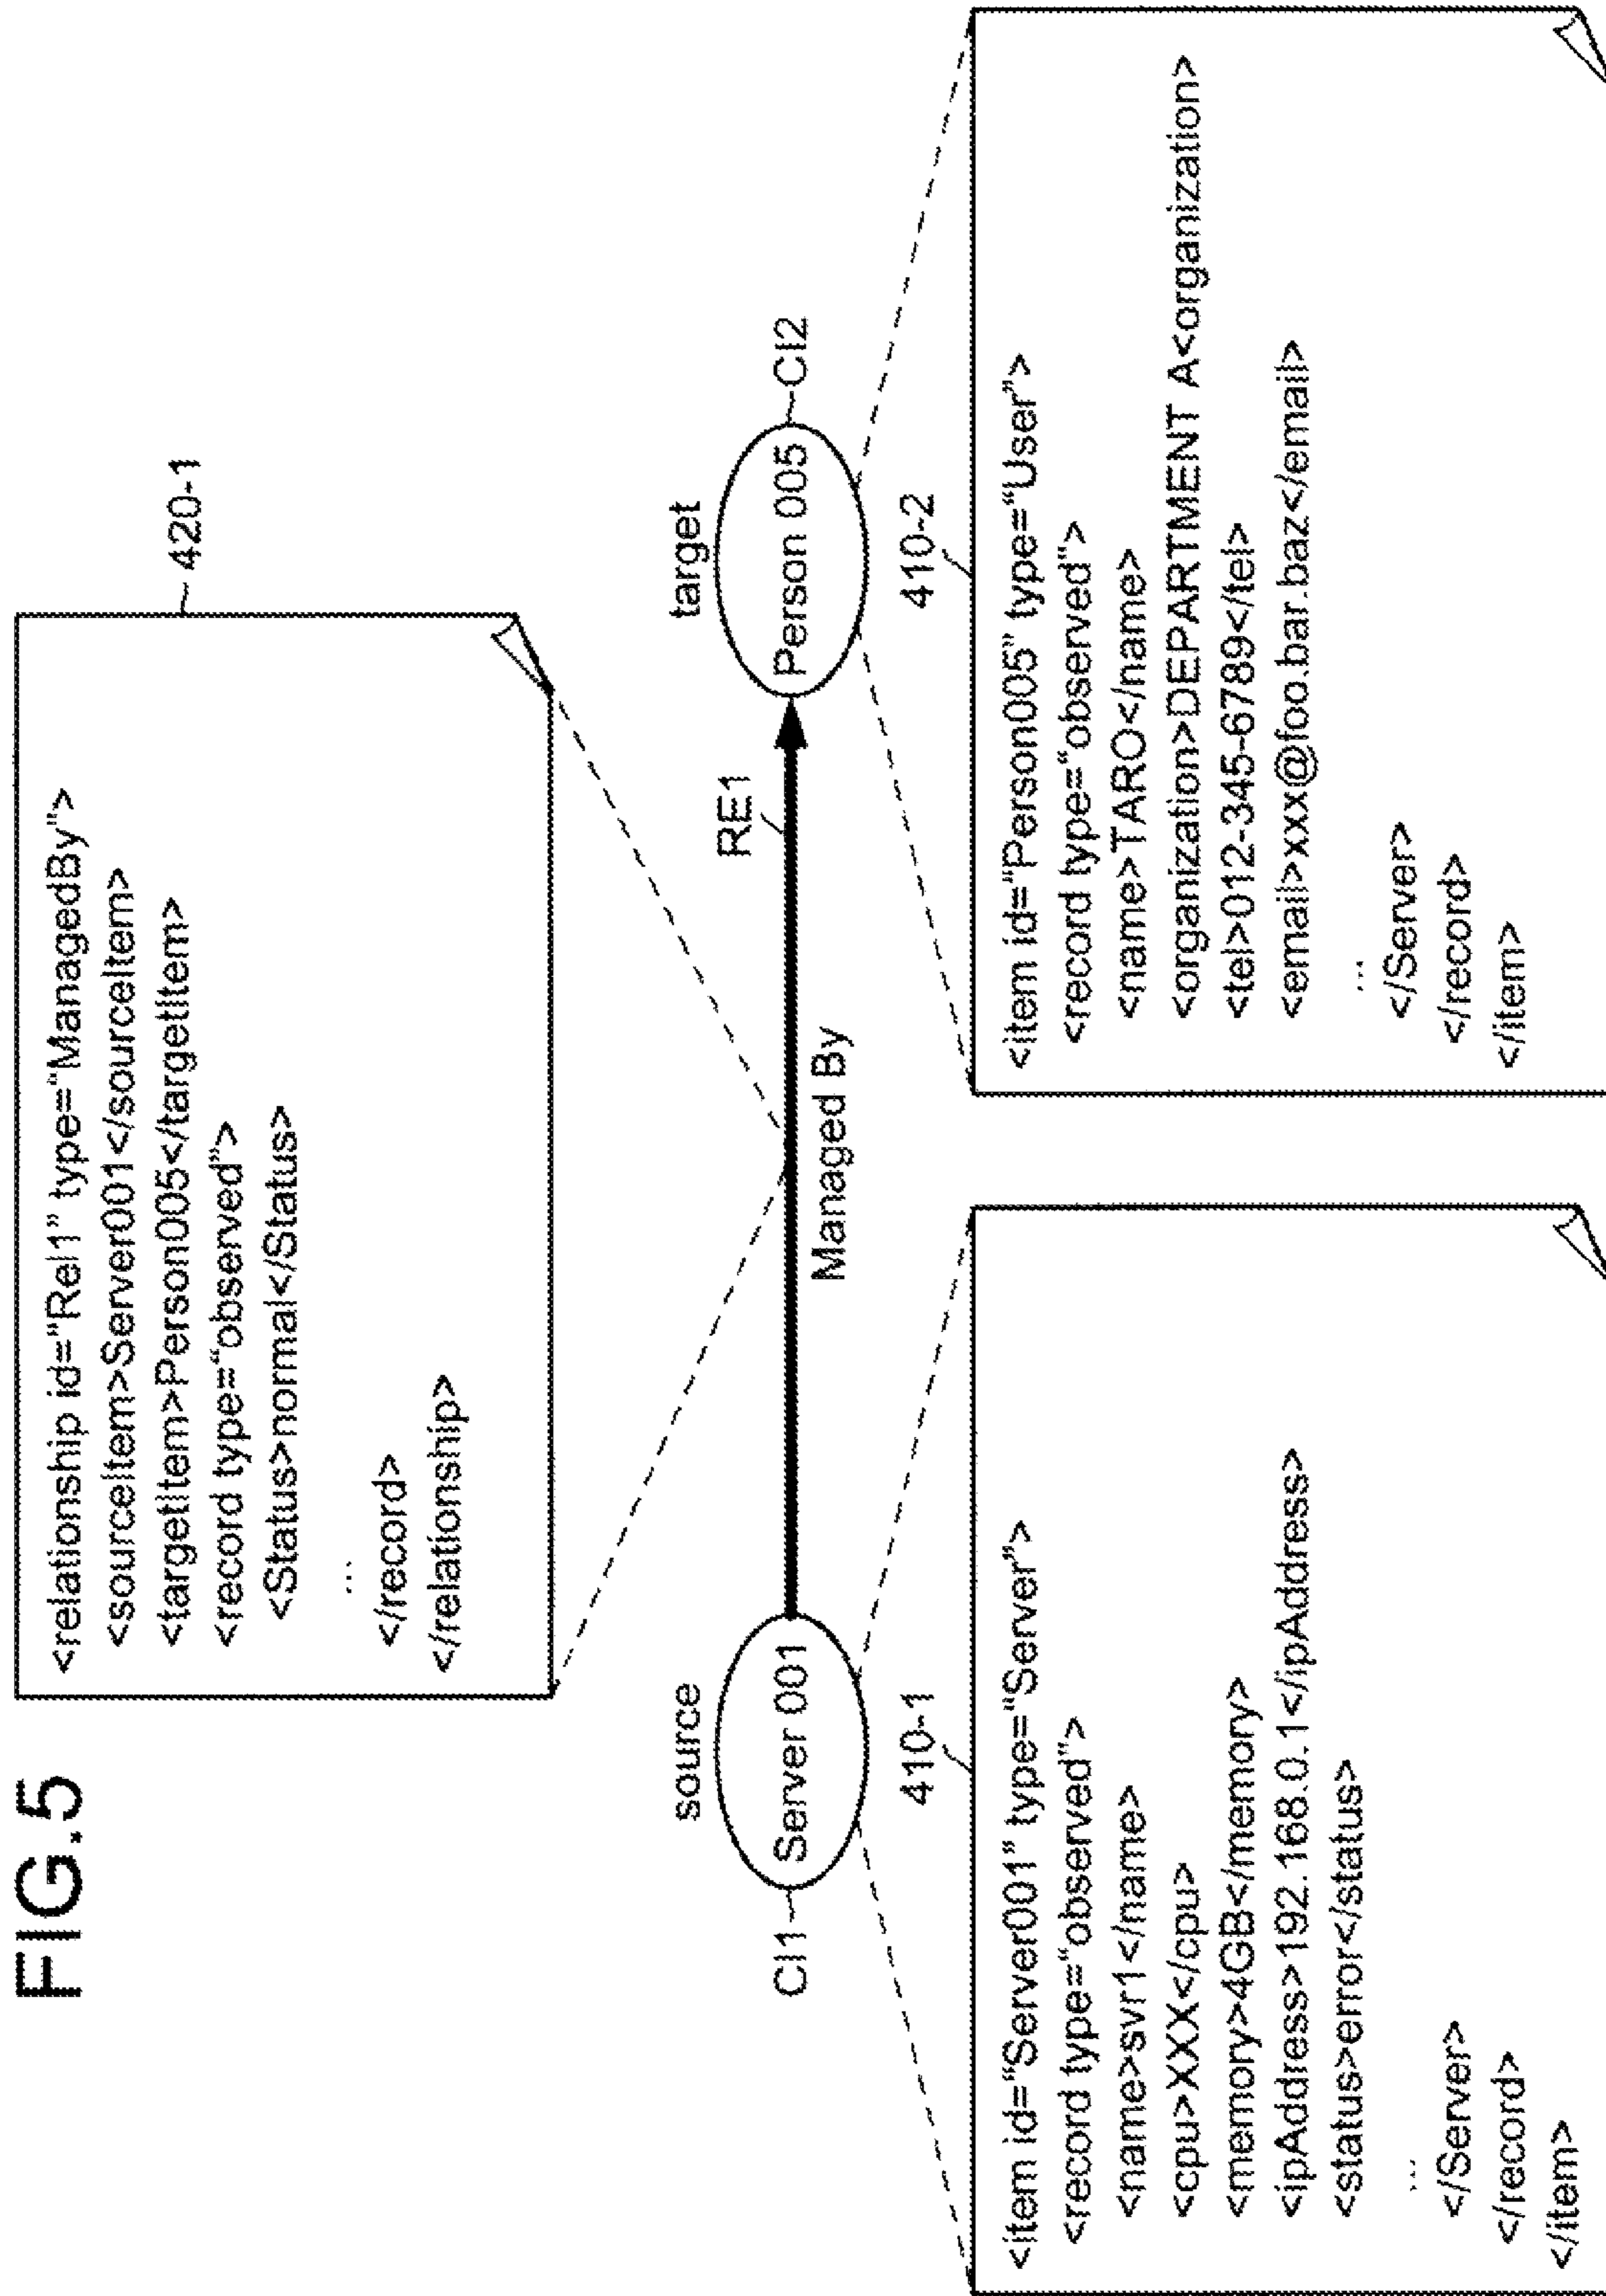 FIG.5
420-1
<relationship id="Rel1" type="ManagedBy">
<sourceItem>Server001</sourceItem>
<targetItem>Person005</targetItem>
<record type="observed">
<Status>normal</Status>
...
</record>
</relationship>
source
target
CI1
Server 001
RE1
Managed By
Person 005
CI2
410-1
<item id="Server001" type="Server">
<record type="observed">
<name>svr1</name>
<cpu>XXX</cpu>
<memory>4GB</memory>
<ipAddress>192.168.0.1</ipAddress>
<status>error</status>
...
</Server>
</record>
</item>
410-2
<item id="Person005" type="User">
<record type="observed">
<name>TARO</name>
<organization>DEPARTMENT A<organization>
<tel>012-345-6789</tel>
<email>xxx@foo.bar.baz</email>
...
</Server>
</record>
</item>